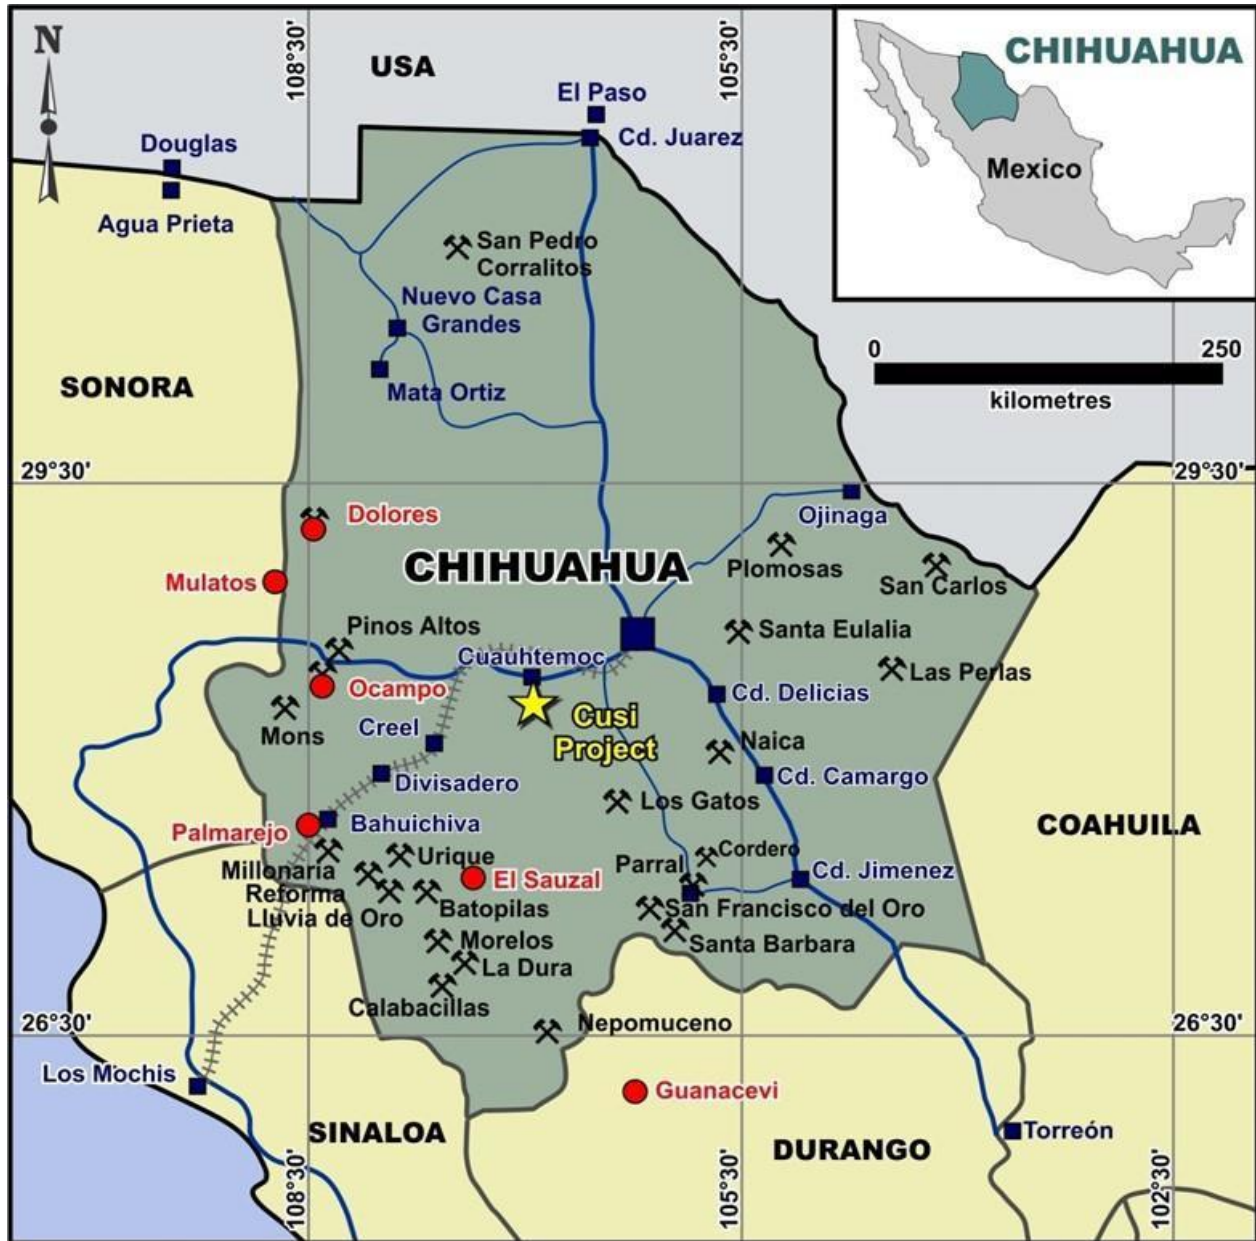 N
108°30'
USA
105°30'
CHIHUAHUA
Mexico
El Paso
Cd. Juarez
Douglas
Agua Prieta
San Pedro
Corralitos
Nuevo Casa
Grandes
Mata Ortiz
SONORA
0 250
kilometres
29°30'
29°30'
Ojinaga
Dolores
CHIHUAHUA
Plomosas
San Carlos
Mulatos
Pinos Altos
Santa Eulalia
Cuauhtemoc
Las Perlas
Ocampo
Cd. Delicias
Mons
Creel
Cusi
Project
Naica
Divisadero
Cd. Camargo
Los Gatos
Palmarejo
Bahuichiva
COAHUILA
Millonaria
Urique
Parral
Cordero
Cd. Jimenez
Reforma
El Sauzal
Lluvia de Oro
Batopilas
San Francisco del Oro
Morelos
Santa Barbara
La Dura
Calabacillas
Nepomuceno
26°30'
26°30'
Los Mochis
Guanacevi
SINALOA
DURANGO
Torreón
108°30'
105°30'
102°30'